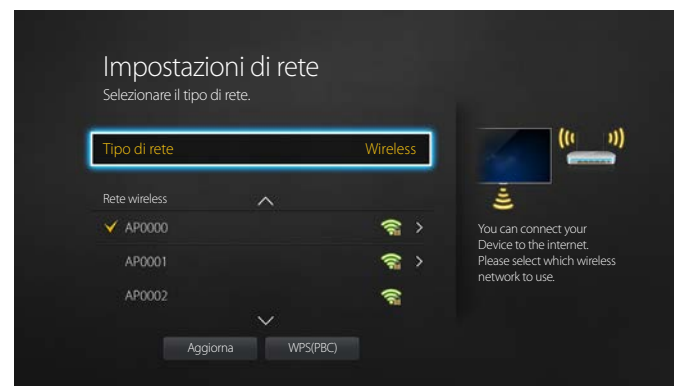 Impostazioni di rete
Selezionare il tipo di rete.
Tipo di rete Wireless
Rete wireless
AP0000
AP0001
AP0002
Aggiorna WPS(PBC)
You can connect your
Device to the internet.
Please select which wireless
network to use.